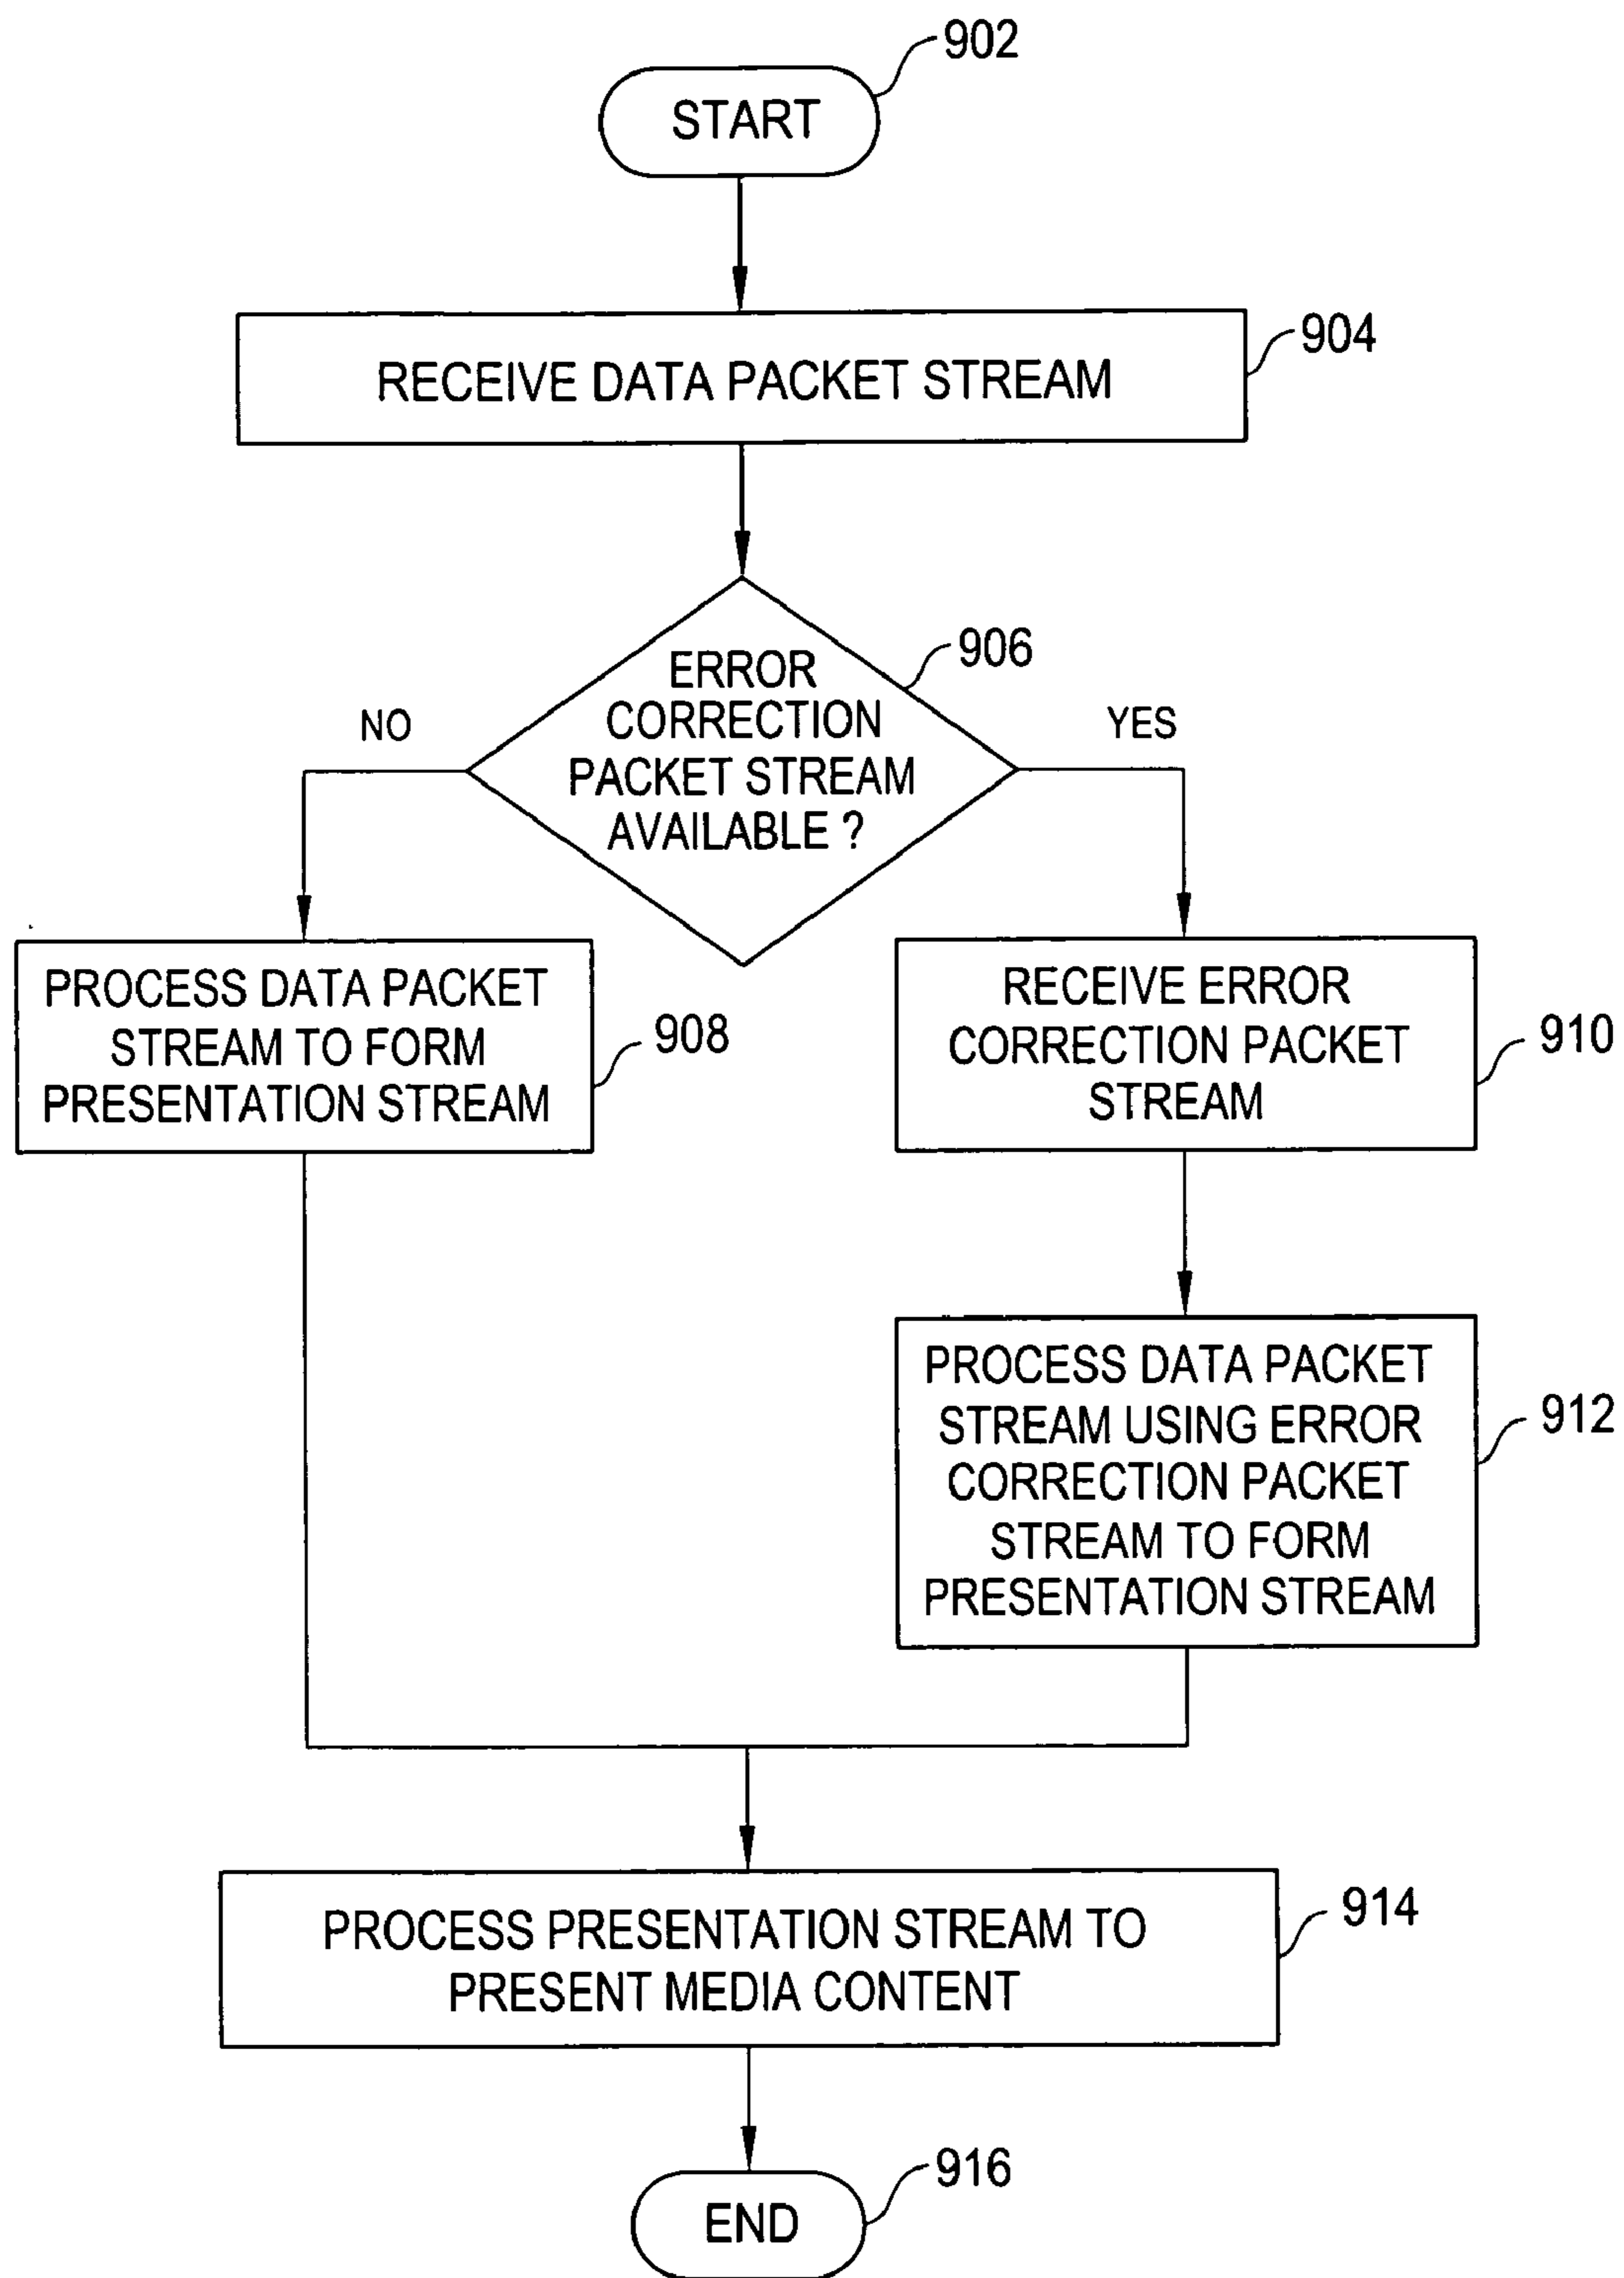 902
START
904
RECEIVE DATA PACKET STREAM
906
ERROR
CORRECTION
PACKET STREAM
AVAILABLE ?
NO
YES
PROCESS DATA PACKET
STREAM TO FORM
PRESENTATION STREAM
908
RECEIVE ERROR
CORRECTION PACKET
STREAM
910
PROCESS DATA PACKET
STREAM USING ERROR
CORRECTION PACKET
STREAM TO FORM
PRESENTATION STREAM
912
PROCESS PRESENTATION STREAM TO
PRESENT MEDIA CONTENT
914
916
END